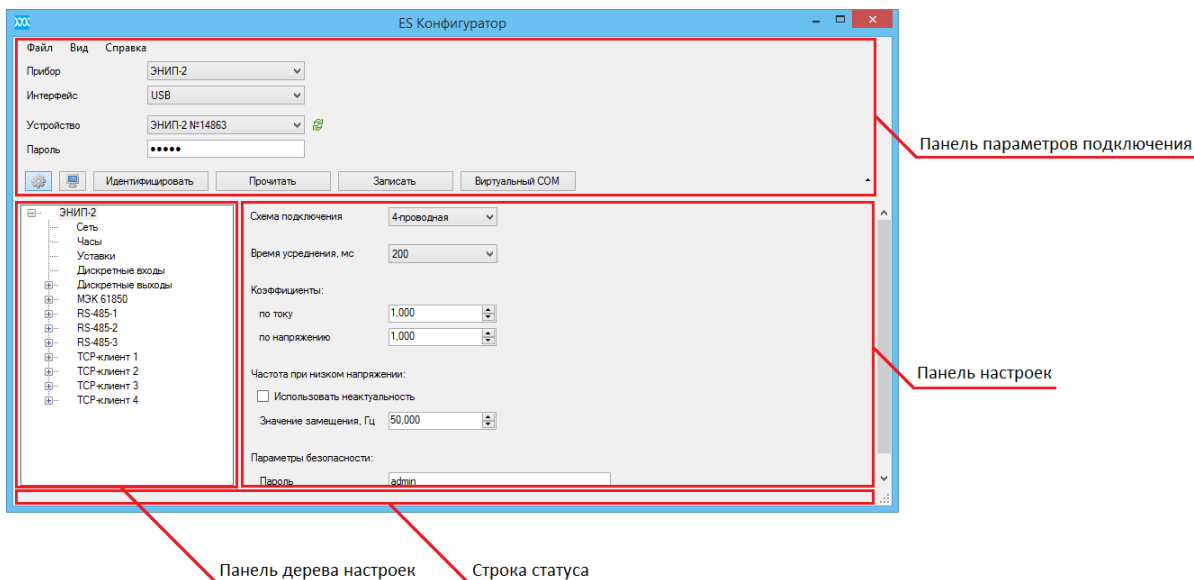 ES Конфигуратор
Файл Вид Справка
Прибор ЭНИП-2
Интерфейс USB
Устройство ЭНИП-2 №14863
Пароль •••••
Идентифицировать Прочитать Записать Виртуальный COM
Панель параметров подключения
ЭНИП-2
Сеть
Часы
Уставки
Дискретные входы
Дискретные выходы
МЭК 61850
RS-485-1
RS-485-2
RS-485-3
TCP-клиент 1
TCP-клиент 2
TCP-клиент 3
TCP-клиент 4
Схема подключения 4-проводная
Время усреднения, мс 200
Коэффициенты:
по току 1,000
по напряжению 1,000
Частота при низком напряжении:
Использовать неактуальность
Значение замещения, Гц 50,000
Параметры безопасности:
Пароль admin
Панель настроек
Панель дерева настроек
Строка статуса